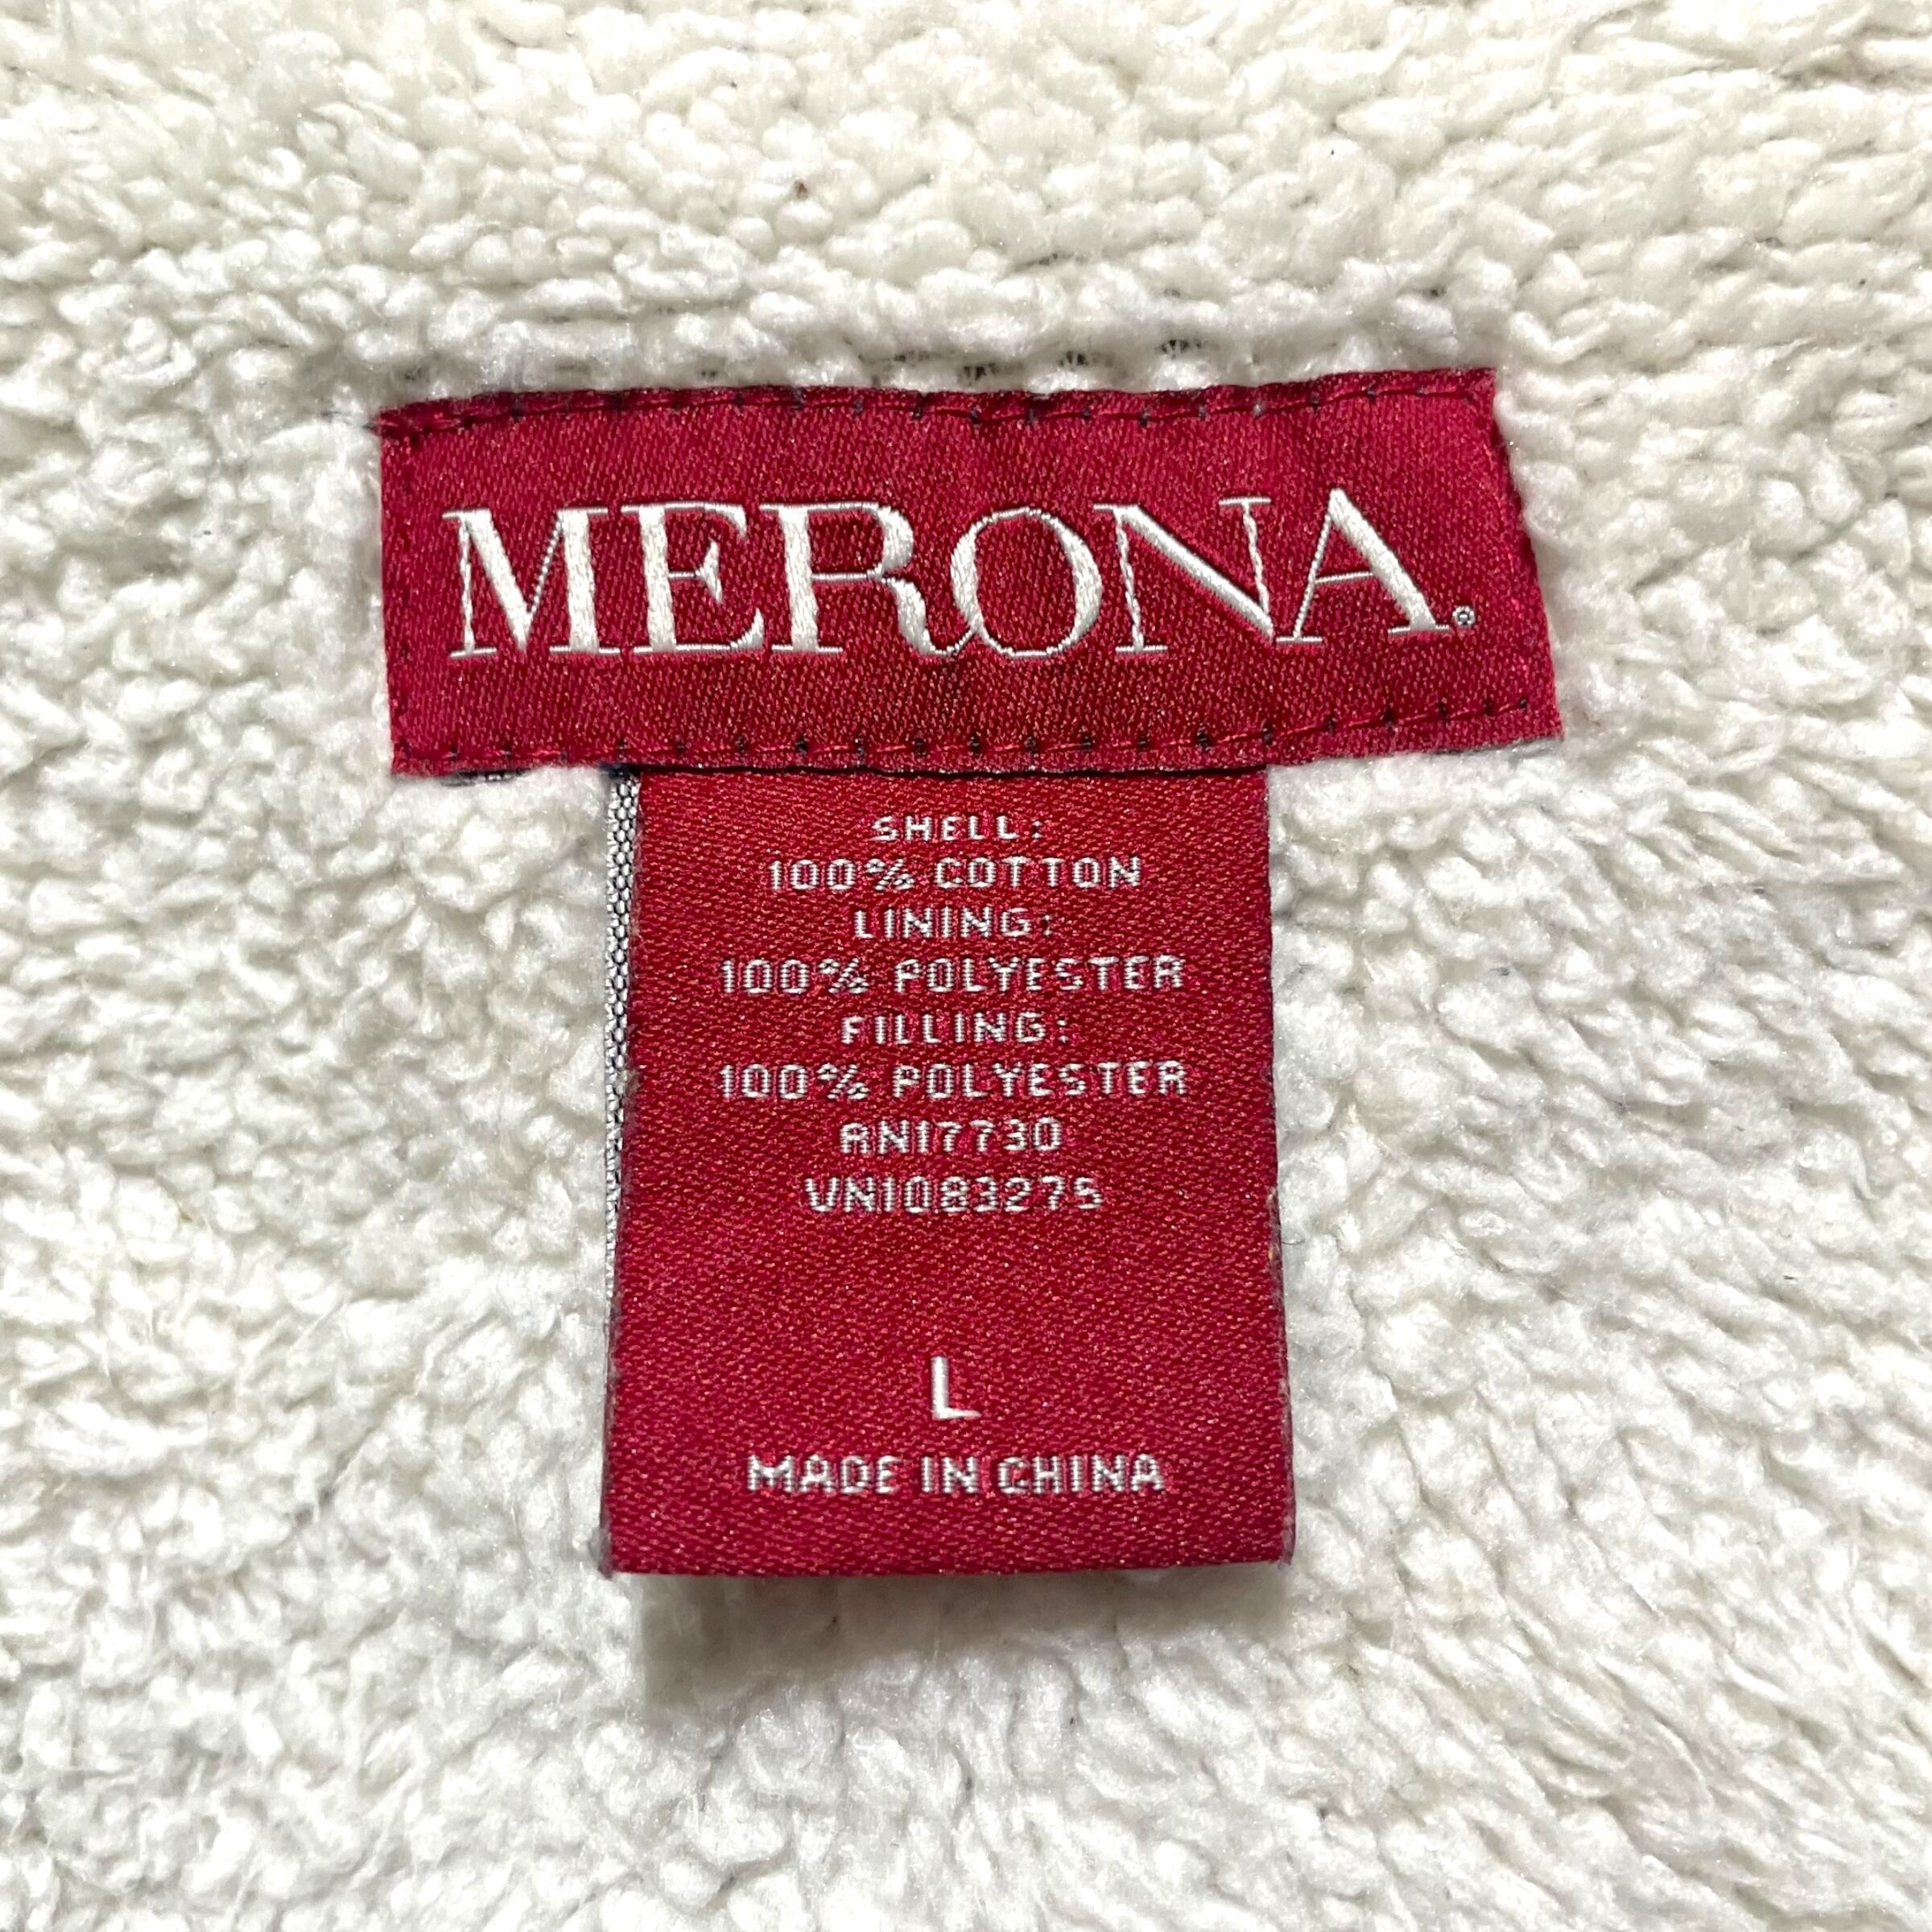 MERONA®
SHELL:
100% COTTON
LINING:
100% POLYESTER
FILLING:
100% POLYESTER
RN17730
VN1083275
L
MADE IN CHINA